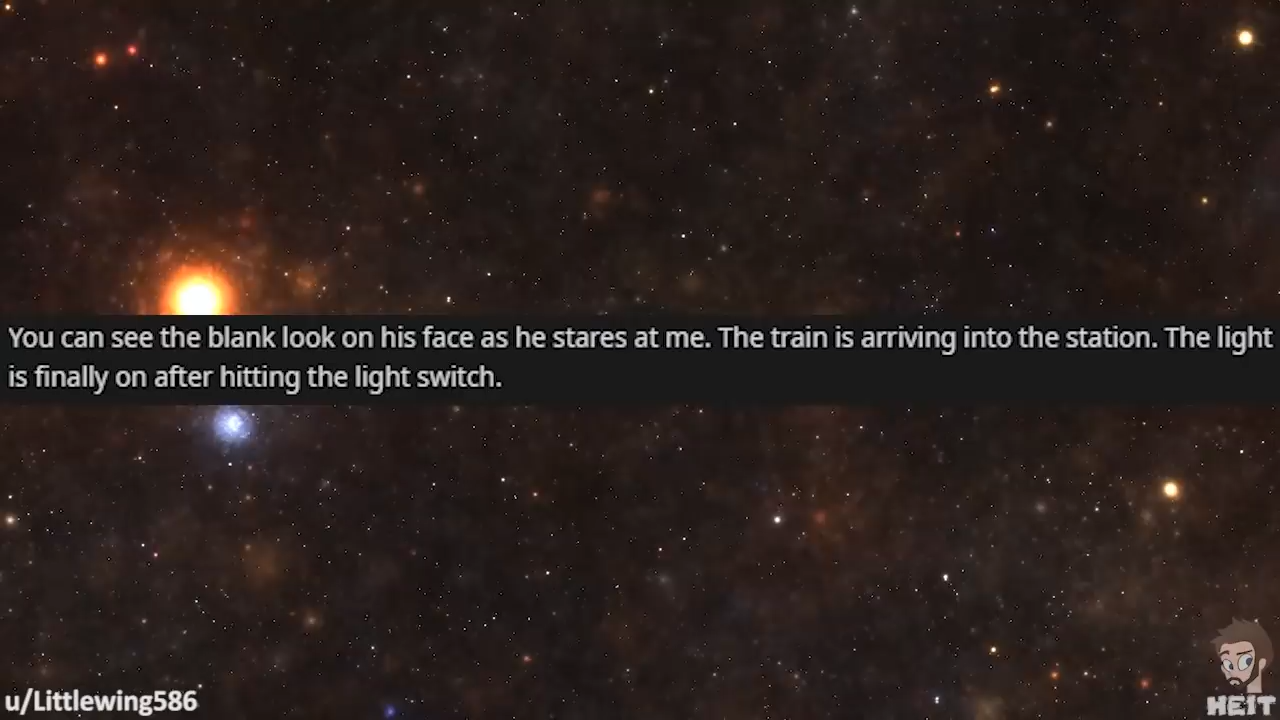 You can see the blank look on his face as he stares at me. The train is arriving into the station. The light
is finally on after hitting the light switch.
u/Littlewing586
HEIT